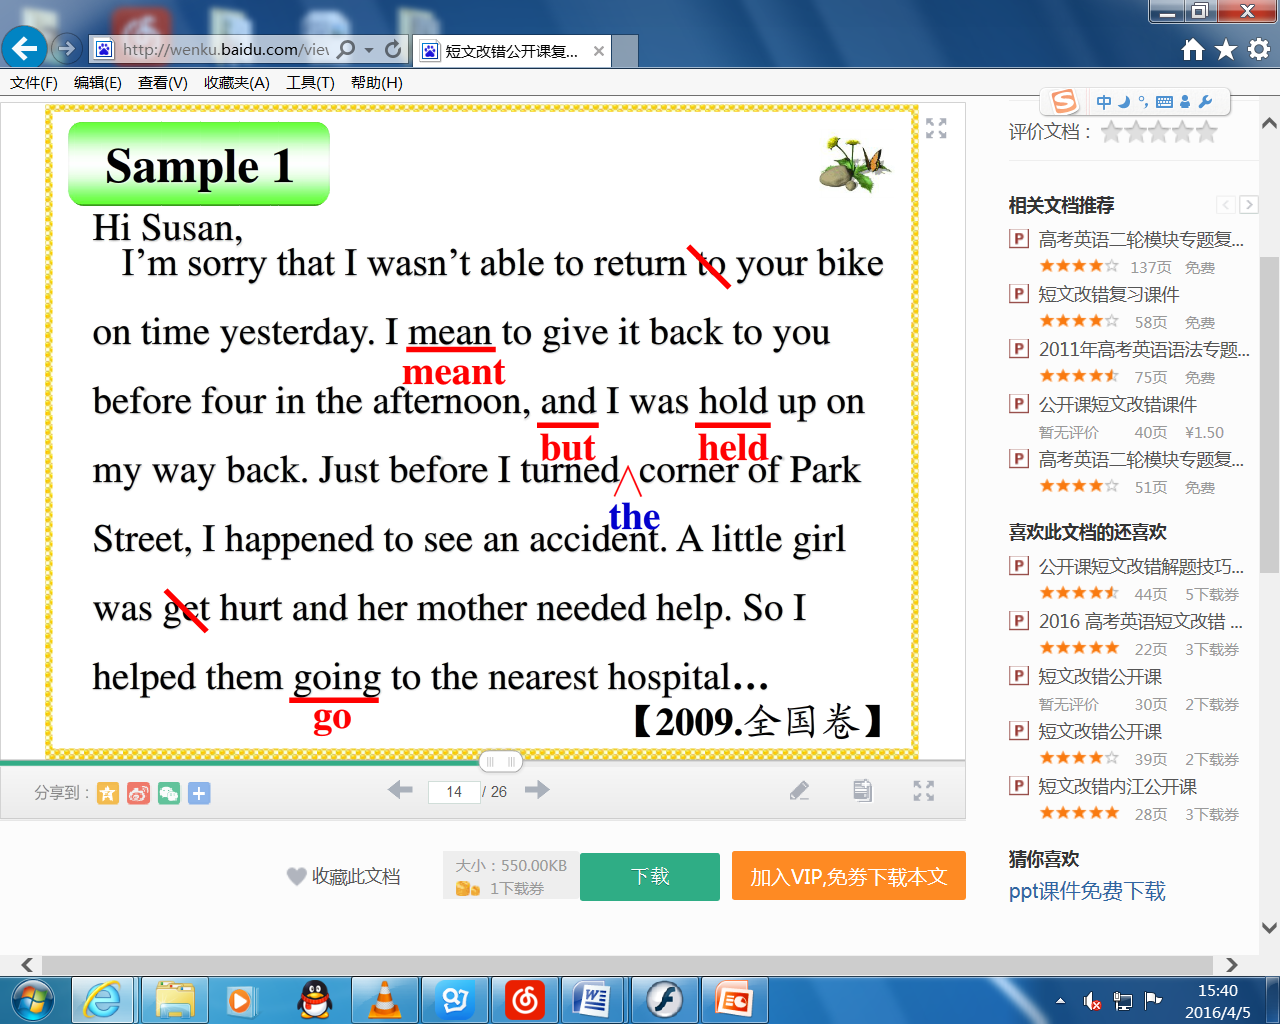 http://wenku.baidu.com/view
短文改错公开课复...
文件(F) 编辑(E) 查看(V) 收藏夹(A) 工具(T) 帮助(H)
中
Sample 1
Hi Susan,
I'm sorry that I wasn't able to return to your bike
on time yesterday. I mean to give it back to you
meant
before four in the afternoon, and I was hold up on
but held
my way back. Just before I turned corner of Park
the
Street, I happened to see an accident. A little girl
was get hurt and her mother needed help. So I
helped them going to the nearest hospital...
go
【2009.全国卷】
分享到：
14 / 26
收藏此文档
大小：550.00KB
1下载券
下载
加入VIP,免券下载本文
评价文档：
相关文档推荐
高考英语二轮模块专题复...
137页 免费
短文改错复习课件
58页 免费
2011年高考英语语法专题...
75页 免费
公开课短文改错课件
暂无评价 40页 ¥1.50
高考英语二轮模块专题复...
51页 免费
喜欢此文档的还喜欢
公开课短文改错解题技巧...
44页 5下载券
2016 高考英语短文改错 ...
22页 3下载券
短文改错公开课
暂无评价 30页 2下载券
短文改错公开课
39页 2下载券
短文改错内江公开课
28页 3下载券
猜你喜欢
ppt课件免费下载
15:40
2016/4/5